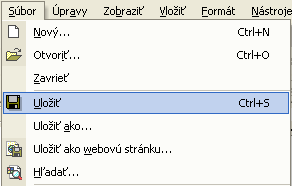 Súbor Úpravy Zobraziť Vložiť Formát Nástroje
Nový... Ctrl+N
Otvoriť... Ctrl+O
Zavrieť
Uložiť Ctrl+S
Uložiť ako...
Uložiť ako webovú stránku...
Hľadať...